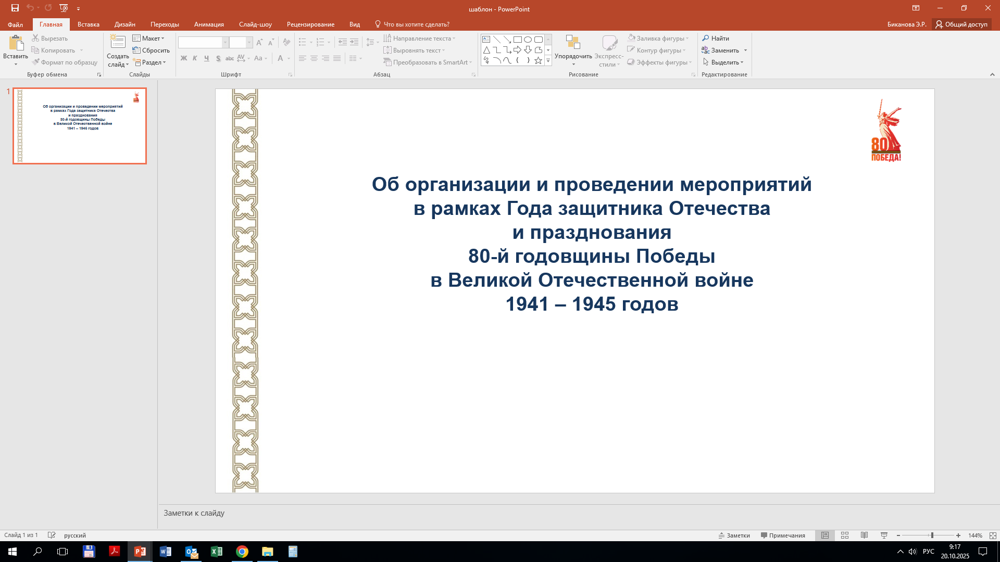 шаблон - PowerPoint
Файл
Главная
Вставка
Дизайн
Переходы
Анимация
Слайд-шоу
Рецензирование
Вид
Что вы хотите сделать?
Биканова Э.Р.
Общий доступ
Вставить
Вырезать
Копировать
Формат по образцу
Буфер обмена
Создать
слайд
Макет
Сбросить
Раздел
Слайды
Ж К Ч S abc AV Aa A
Шрифт
Направление текста
Выровнять текст
Преобразовать в SmartArt
Абзац
Упорядочить
Экспресс-
стили
Заливка фигуры
Контур фигуры
Эффекты фигуры
Рисование
Найти
Заменить
Выделить
Редактирование
1
Об организации и проведении мероприятий
в рамках Года защитника Отечества
и празднования
80-й годовщины Победы
в Великой Отечественной войне
1941 – 1945 годов
80
ПОБЕДА!
Об организации и проведении мероприятий
в рамках Года защитника Отечества
и празднования
80-й годовщины Победы
в Великой Отечественной войне
1941 – 1945 годов
Заметки к слайду
Слайд 1 из 1
русский
Заметки
Примечания
144%
РУС
9:17
20.10.2025